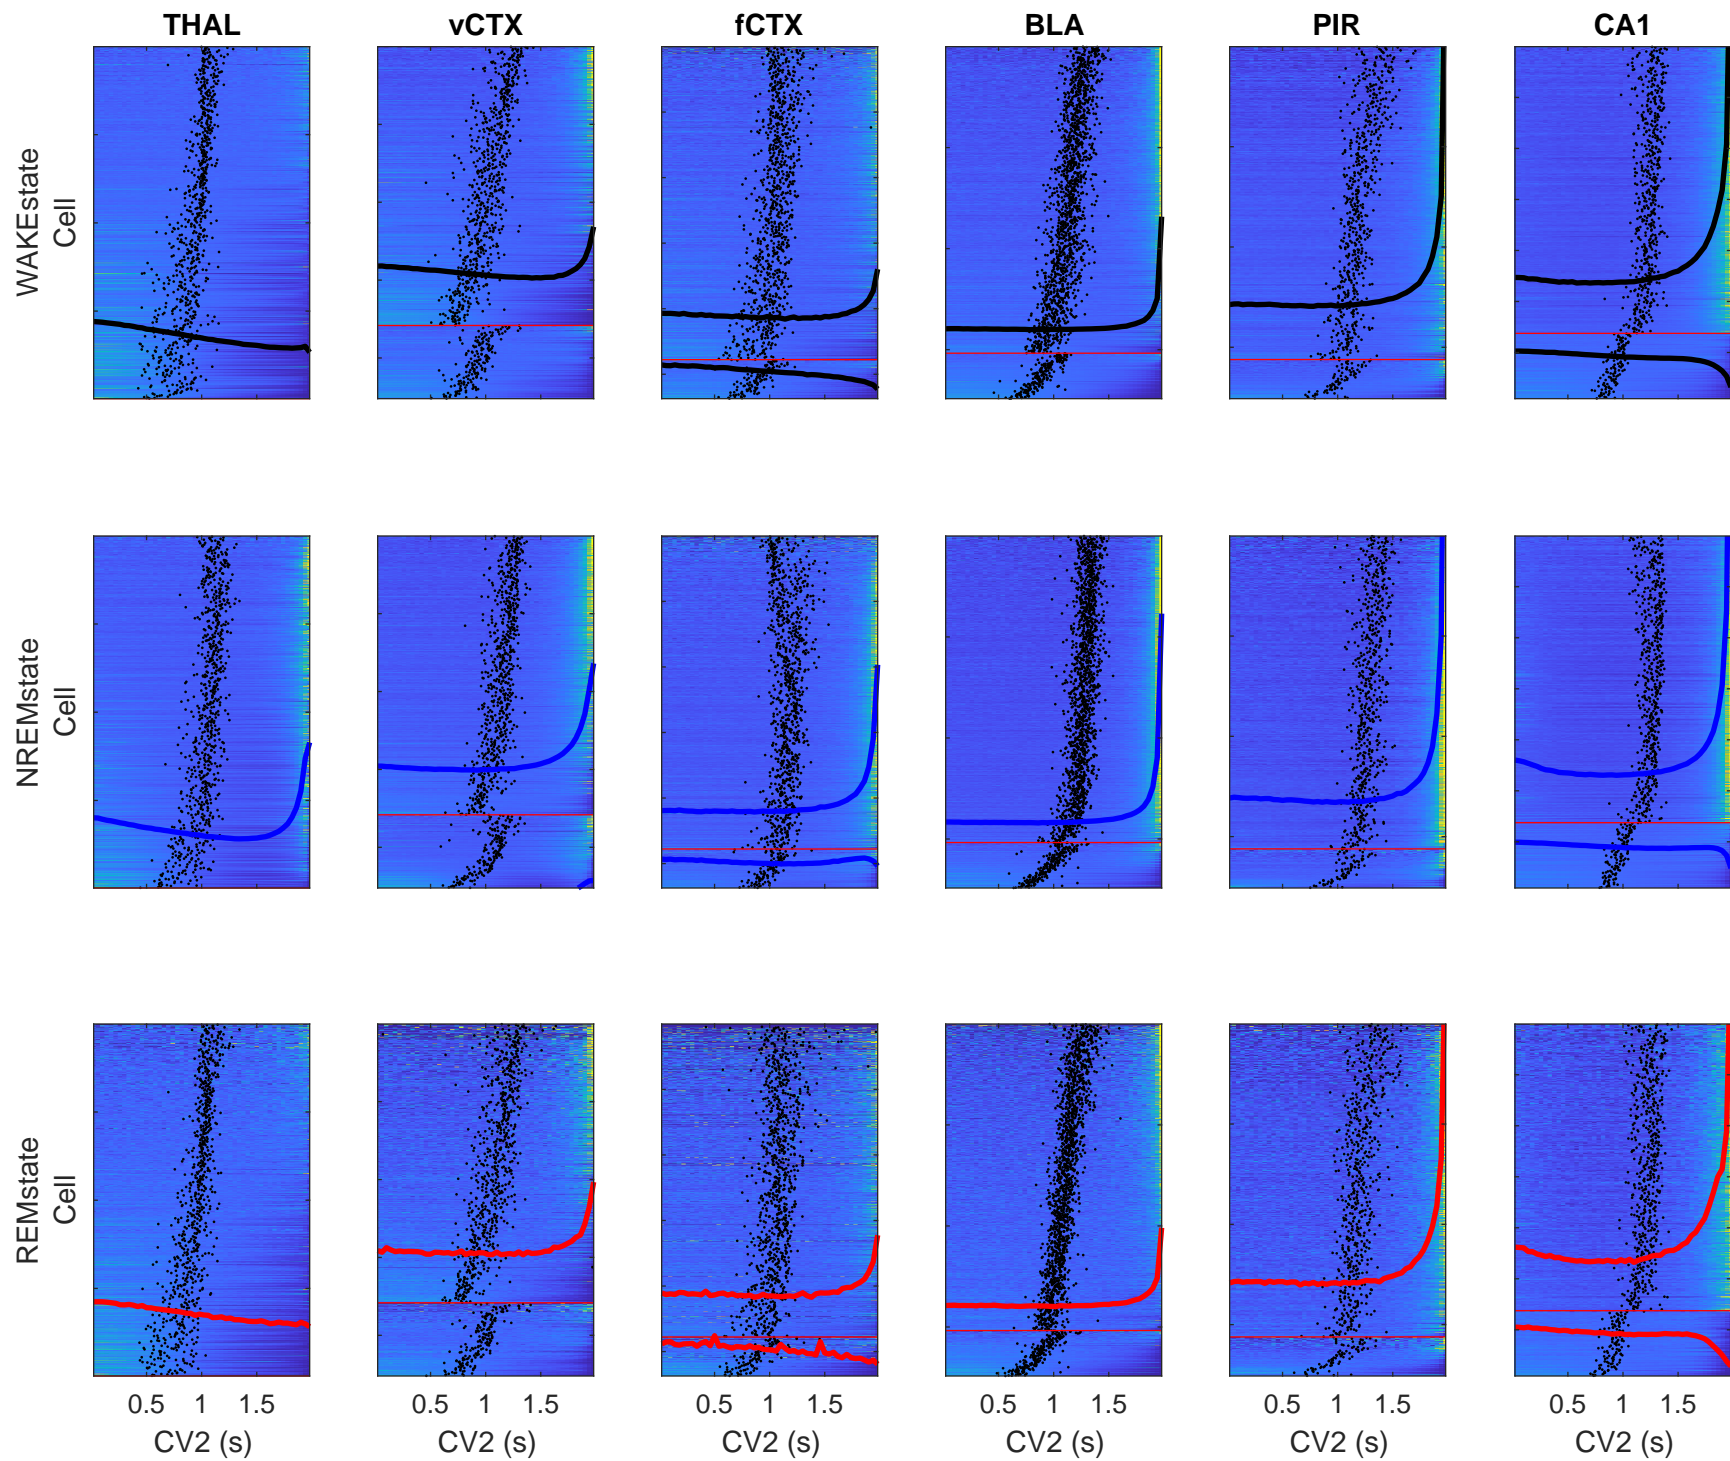 THAL vCTX fCTX BLA PIR CA1
WAKEstate
Cell
NREMstate
Cell
REMstate
Cell
0.5 1 1.5 0.5 1 1.5 0.5 1 1.5 0.5 1 1.5 0.5 1 1.5 0.5 1 1.5
CV2 (s) CV2 (s) CV2 (s) CV2 (s) CV2 (s) CV2 (s)